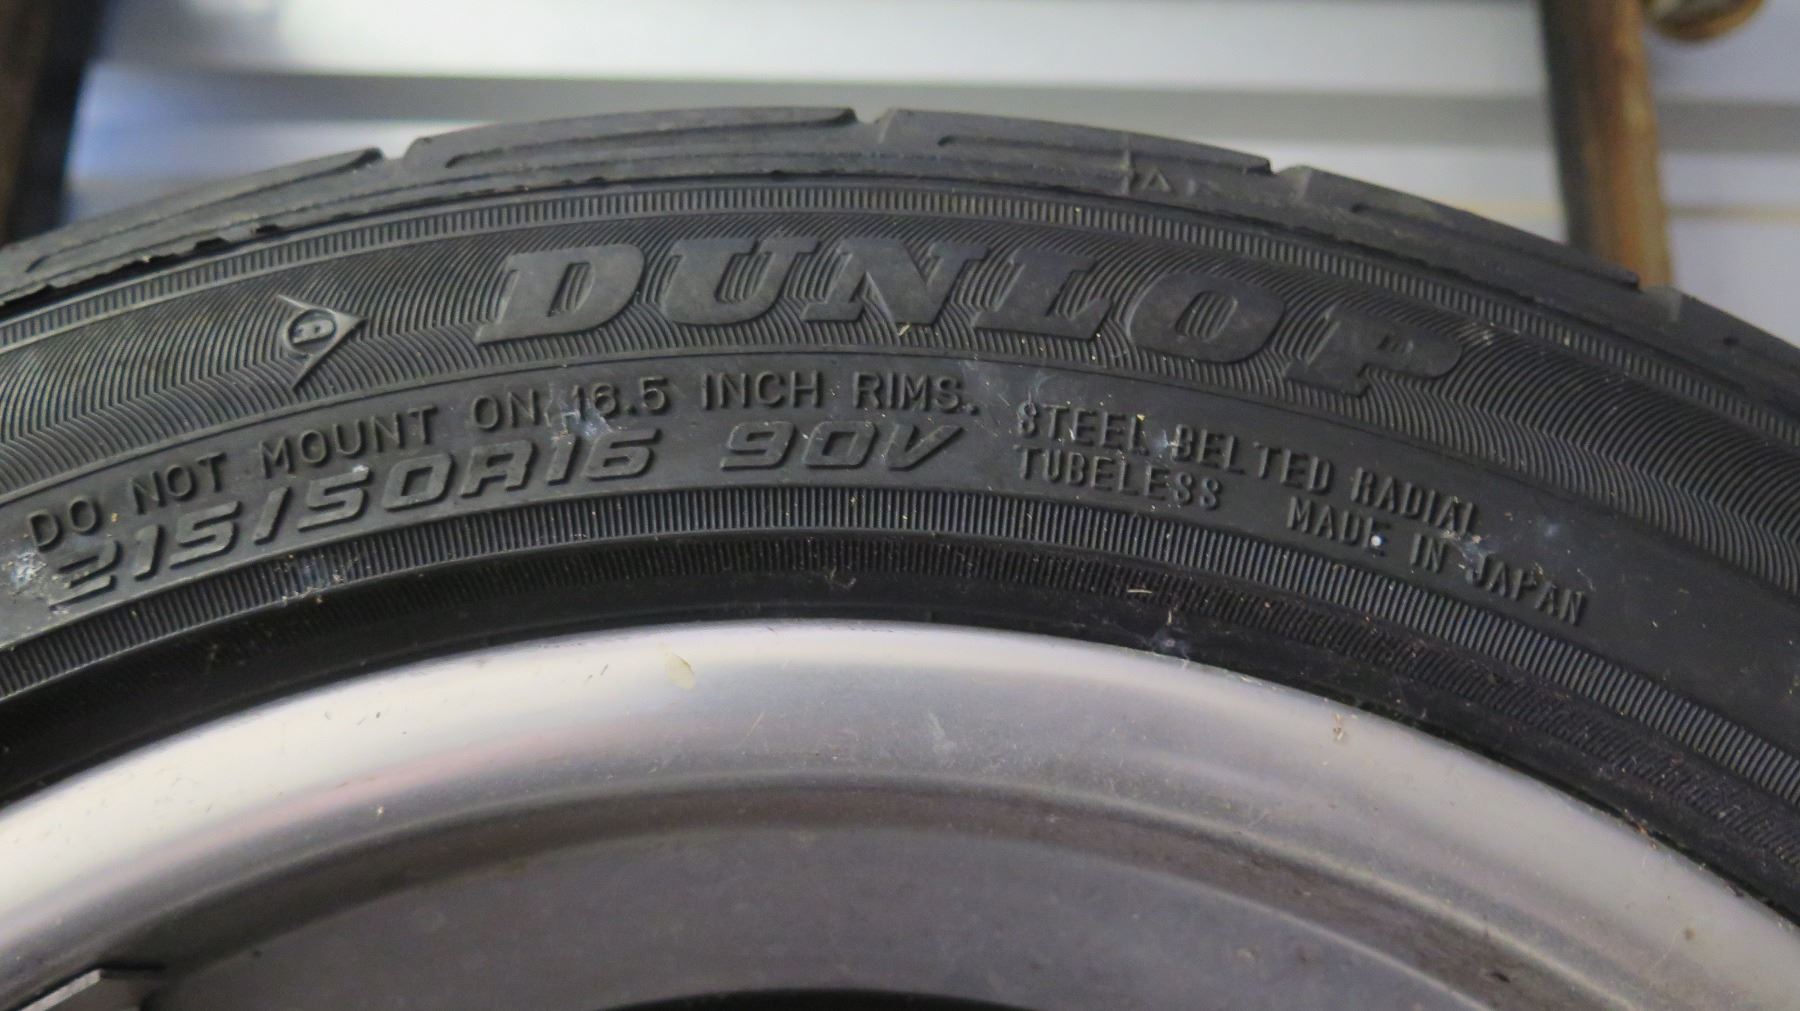 DUNLOP
DO NOT MOUNT ON 16.5 INCH RIMS.
215/50R16 90V
STEEL BELTED RADIAL
TUBELESS MADE IN JAPAN
D